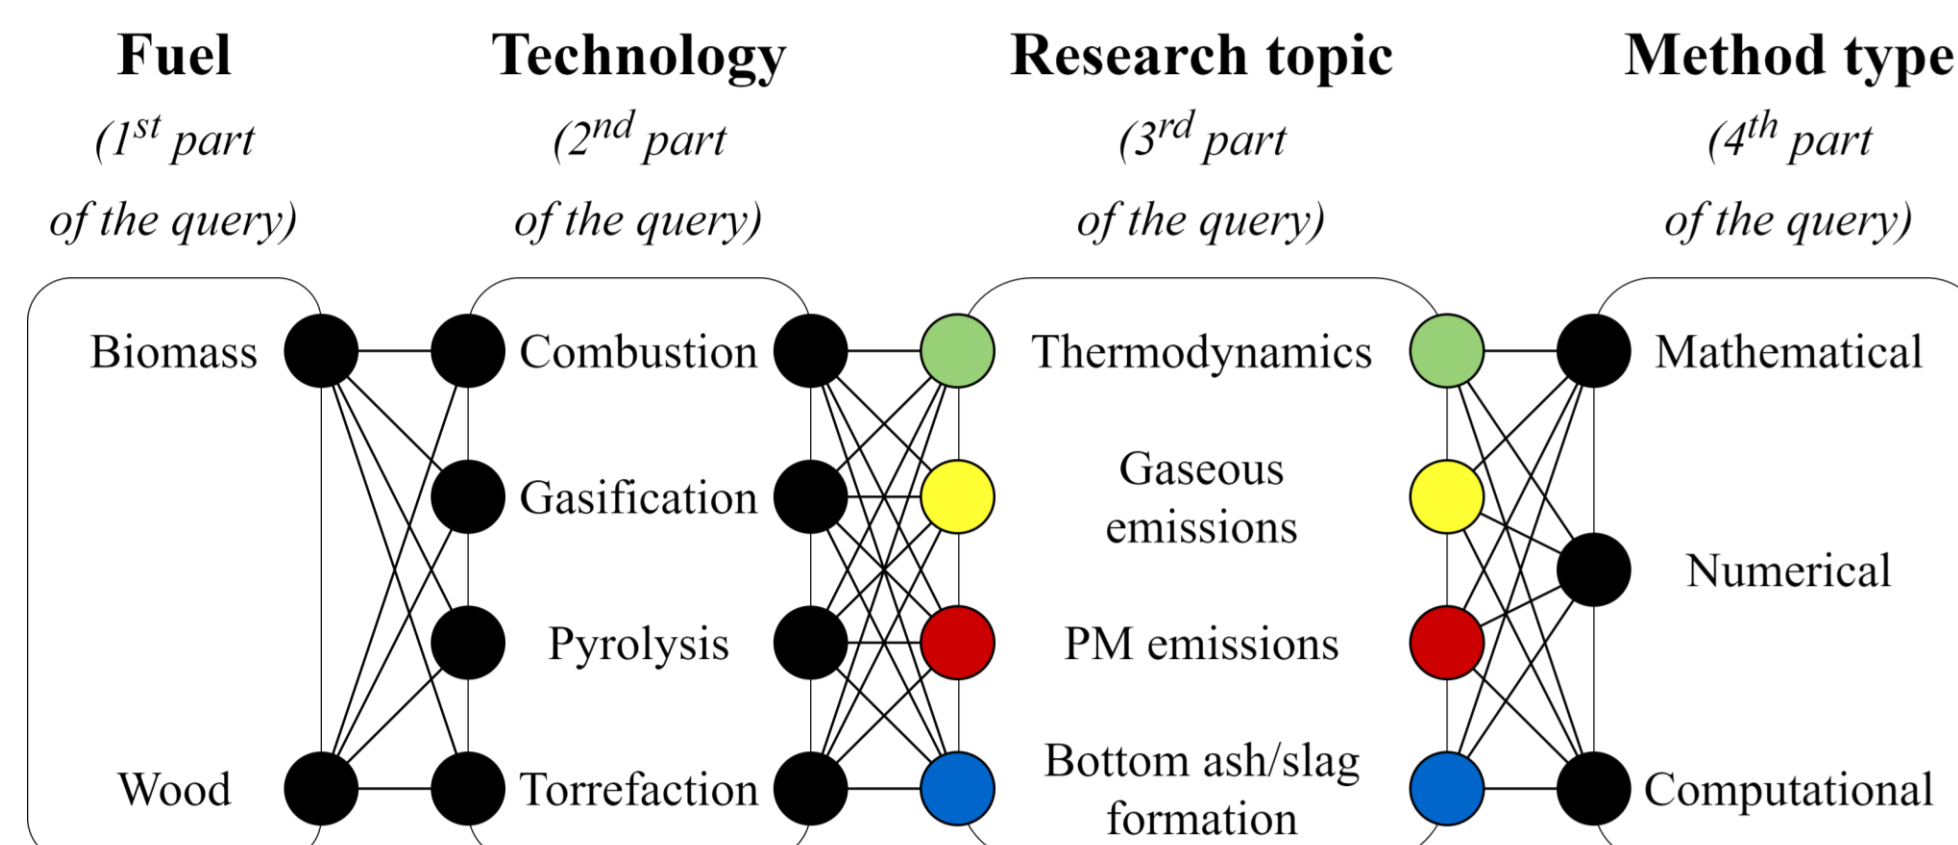 Fuel
(1st part
of the query)
Technology
(2nd part
of the query)
Research topic
(3rd part
of the query)
Method type
(4th part
of the query)
Biomass
Wood
Combustion
Gasification
Pyrolysis
Torrefaction
Thermodynamics
Gaseous
emissions
PM emissions
Bottom ash/slag
formation
Mathematical
Numerical
Computational